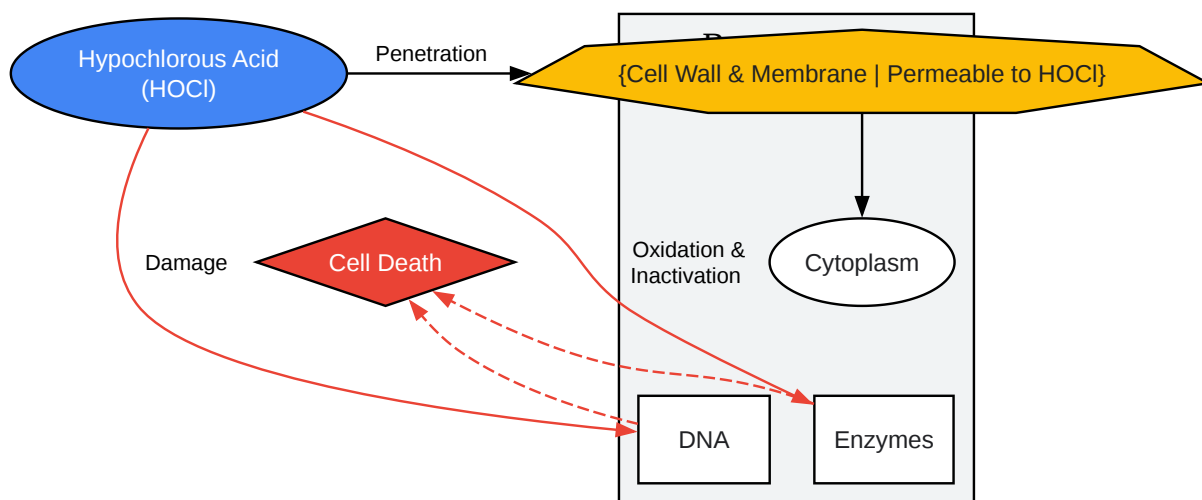 Hypochlorous Acid
(HOCl)
Penetration
{Cell Wall & Membrane | Permeable to HOCl}
Damage
Cell Death
Oxidation &
Inactivation
Cytoplasm
DNA
Enzymes